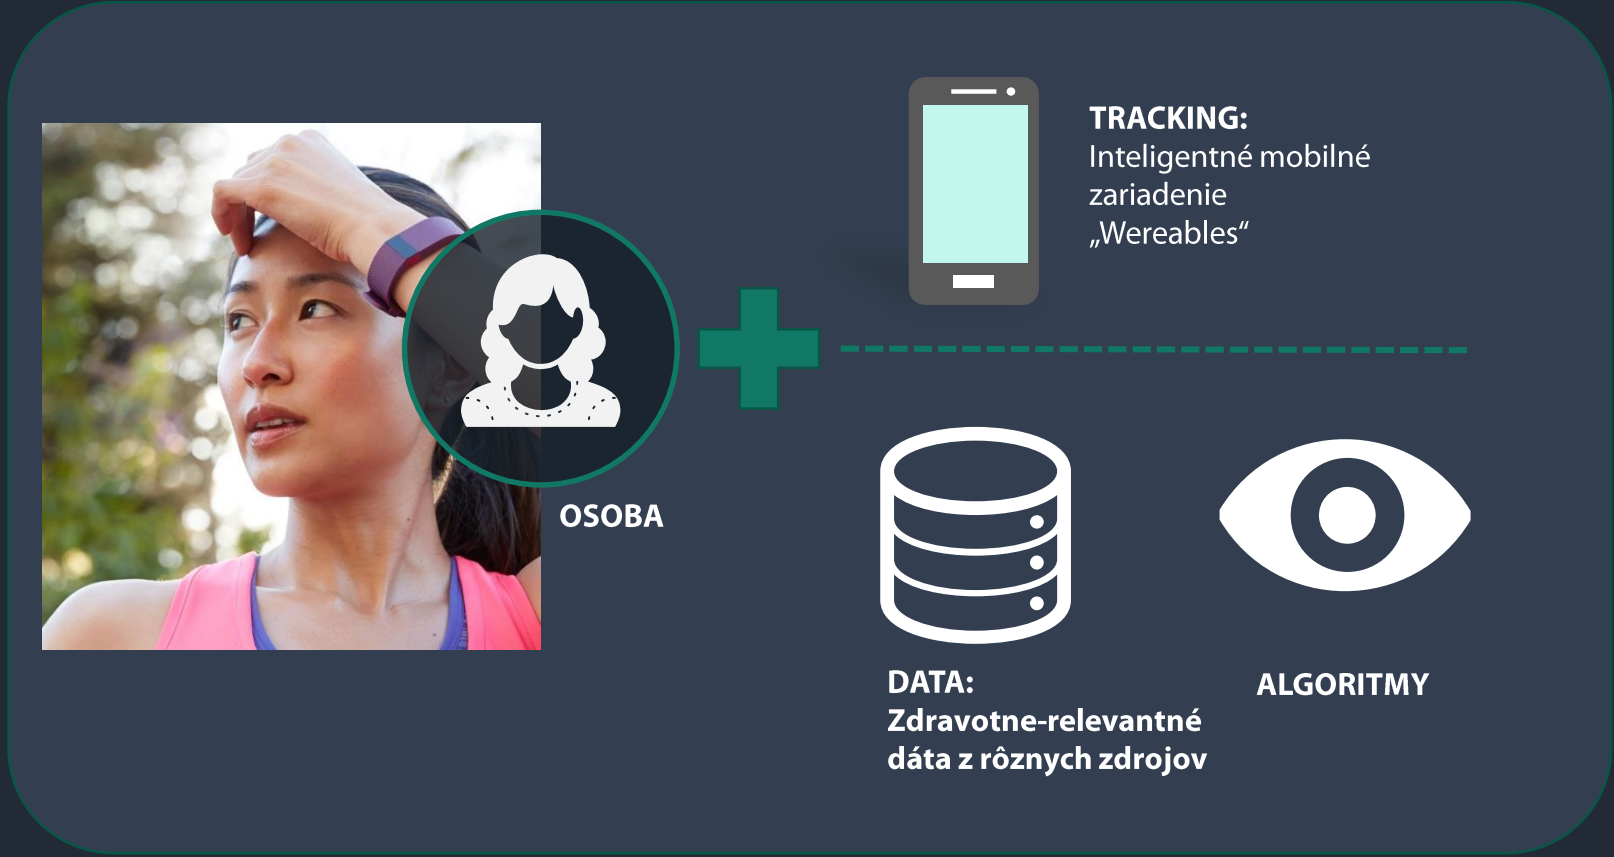 TRACKING:
Inteligentné mobilné
zariadenie
„Wereables“
OSOBA
DATA:
Zdravotne-relevantné
dáta z rôznych zdrojov
ALGORITMY